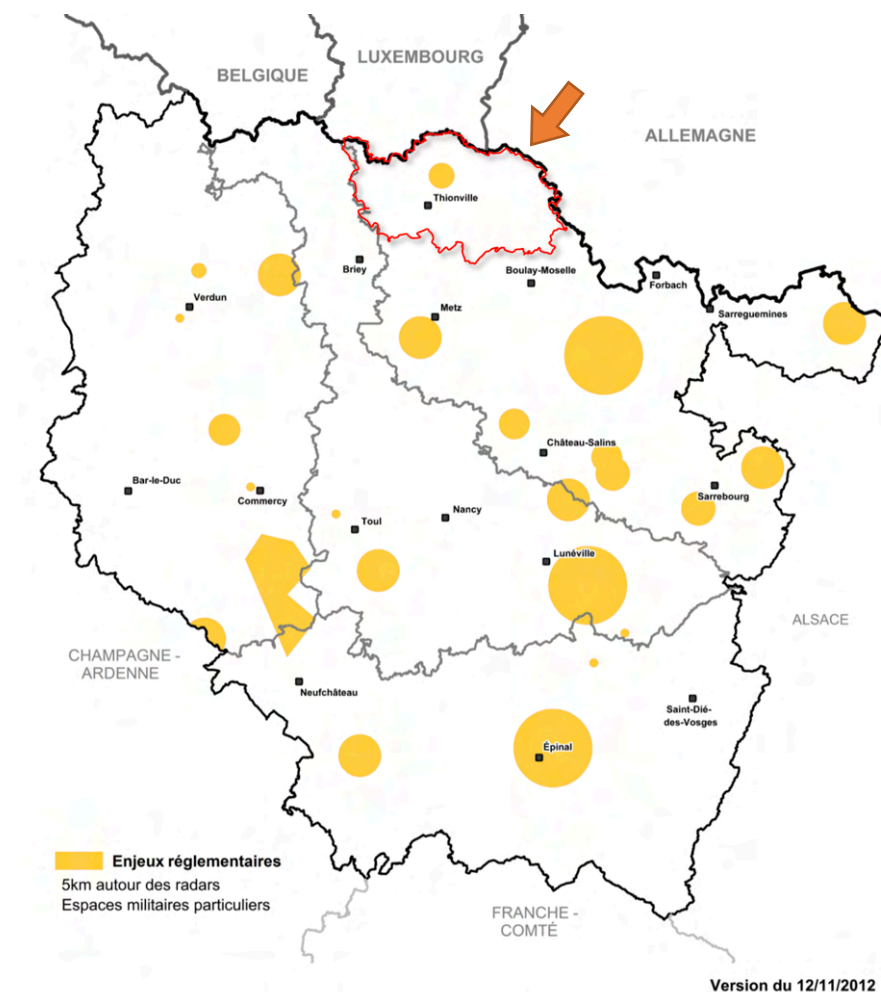 LUXEMBOURG
BELGIQUE
ALLEMAGNE
Thionville
Briey
Boulay-Moselle
Forbach
Verdun
Metz
Sarreguemines
Château-Salins
Bar-le-Duc
Commercy
Sarrebourg
Nancy
Toul
Lunéville
ALSACE
CHAMPAGNE -
ARDENNE
Neufchâteau
Saint-Dié-
des-Vosges
Épinal
Enjeux réglementaires
5km autour des radars
Espaces militaires particuliers
FRANCHE -
COMTÉ
Version du 12/11/2012